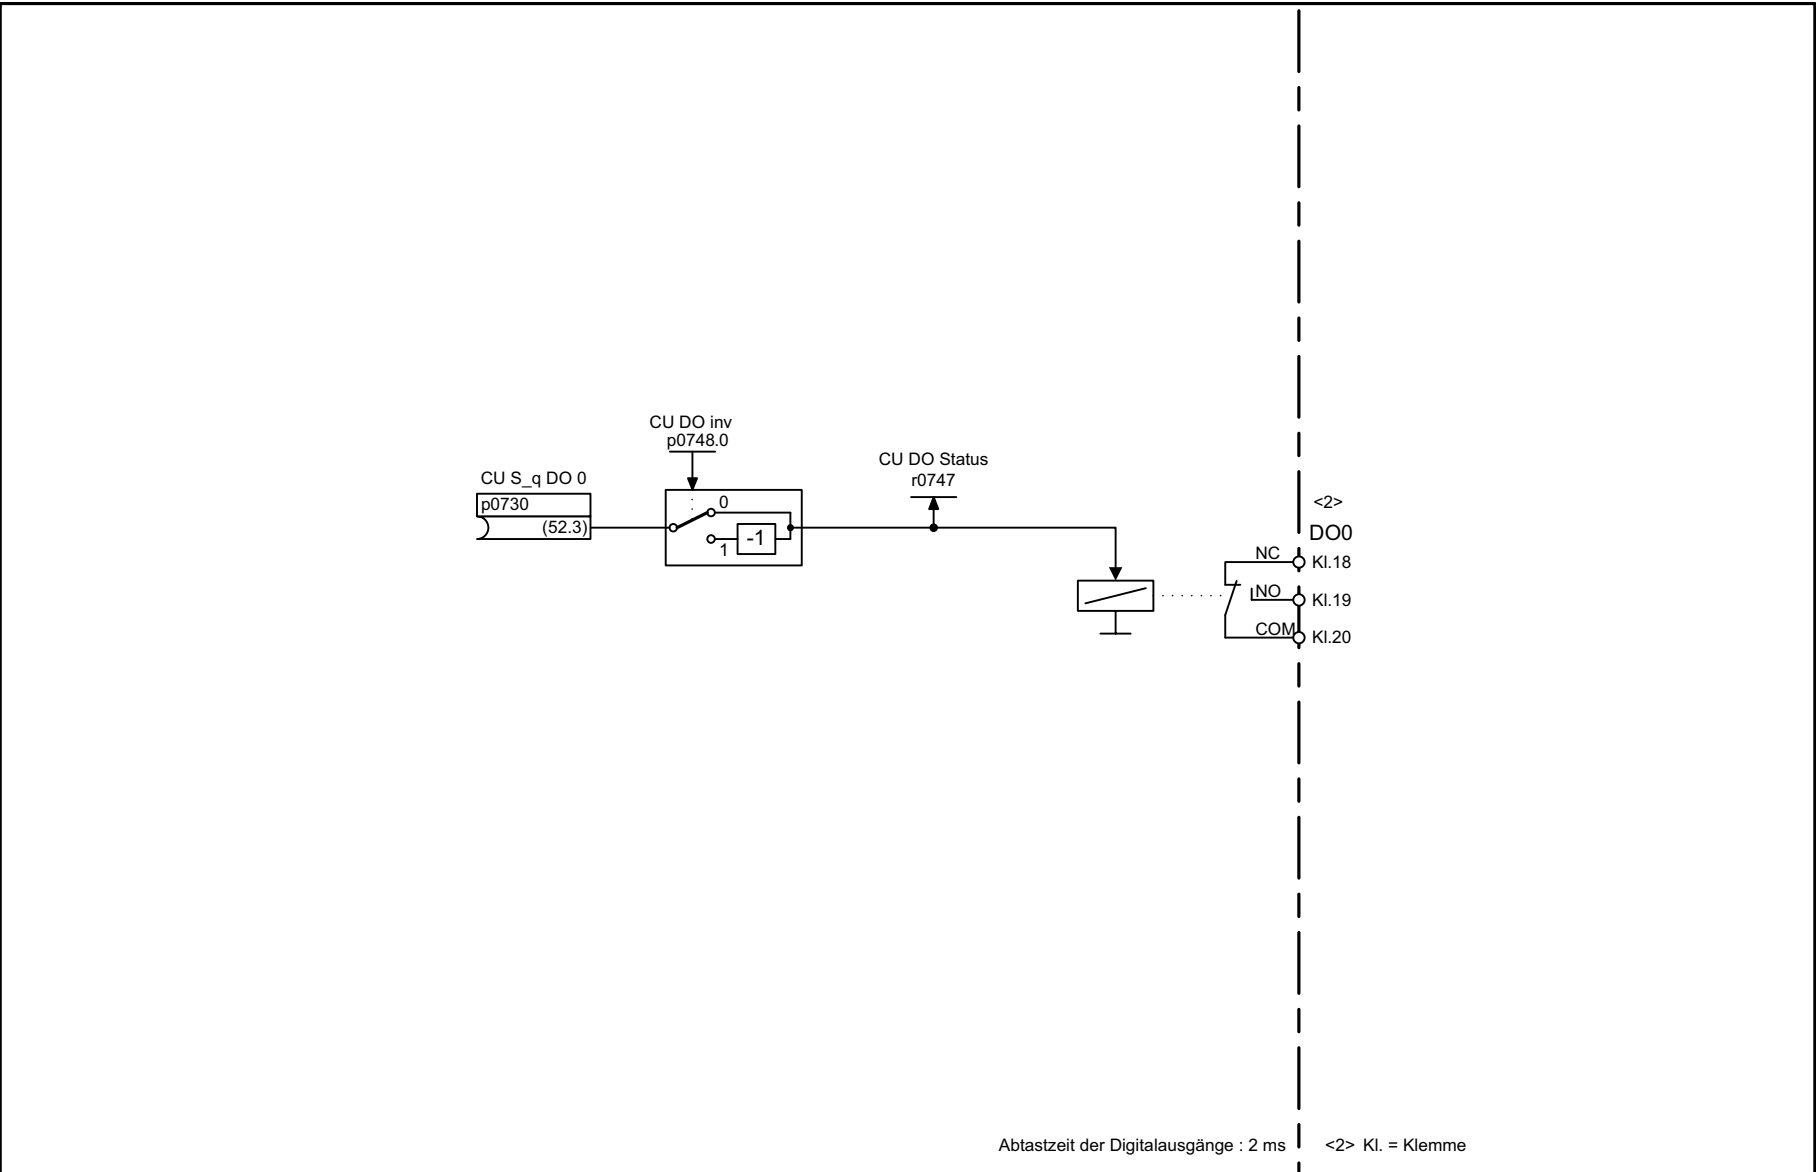 CU DO inv
p0748.0
CU DO Status
r0747
CU S_q DO 0
p0730
(52.3)
0
1
-1
<2>
DO0
NC
Kl.18
NO
Kl.19
COM
Kl.20
Abtastzeit der Digitalausgänge : 2 ms
<2> Kl. = Klemme